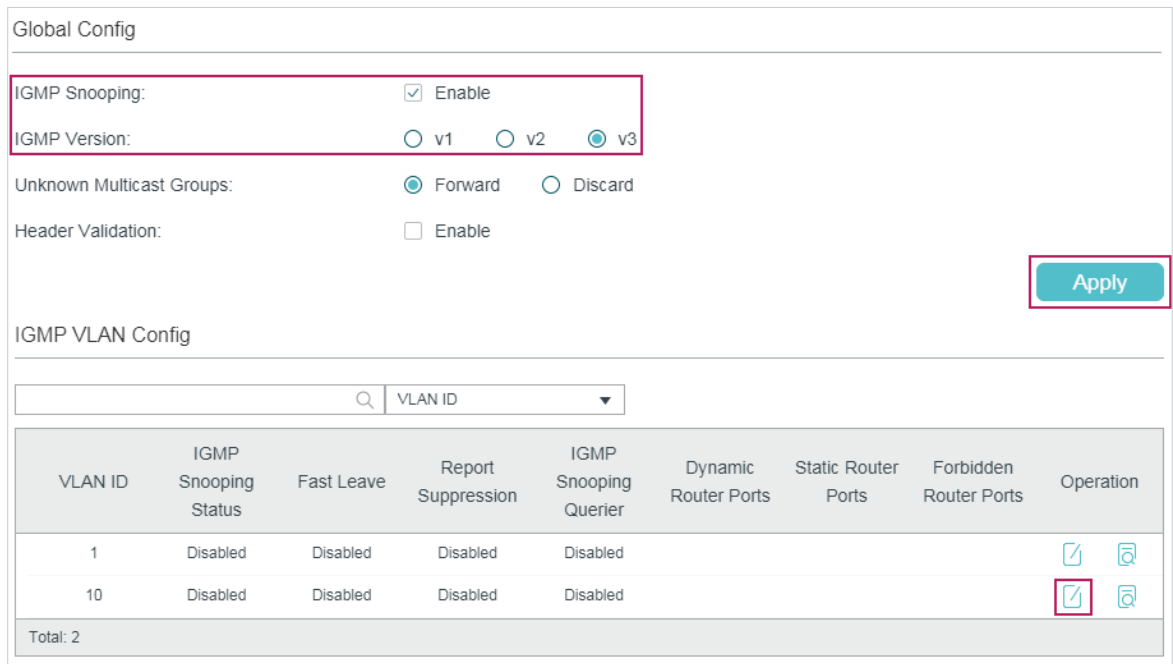 Global Config
IGMP Snooping: Enable
IGMP Version: v1 v2 v3
Unknown Multicast Groups: Forward Discard
Header Validation: Enable
Apply
IGMP VLAN Config
VLAN ID
VLAN ID IGMP Snooping Status Fast Leave Report Suppression IGMP Snooping Querier Dynamic Router Ports Static Router Ports Forbidden Router Ports Operation
1 Disabled Disabled Disabled Disabled
10 Disabled Disabled Disabled Disabled
Total: 2